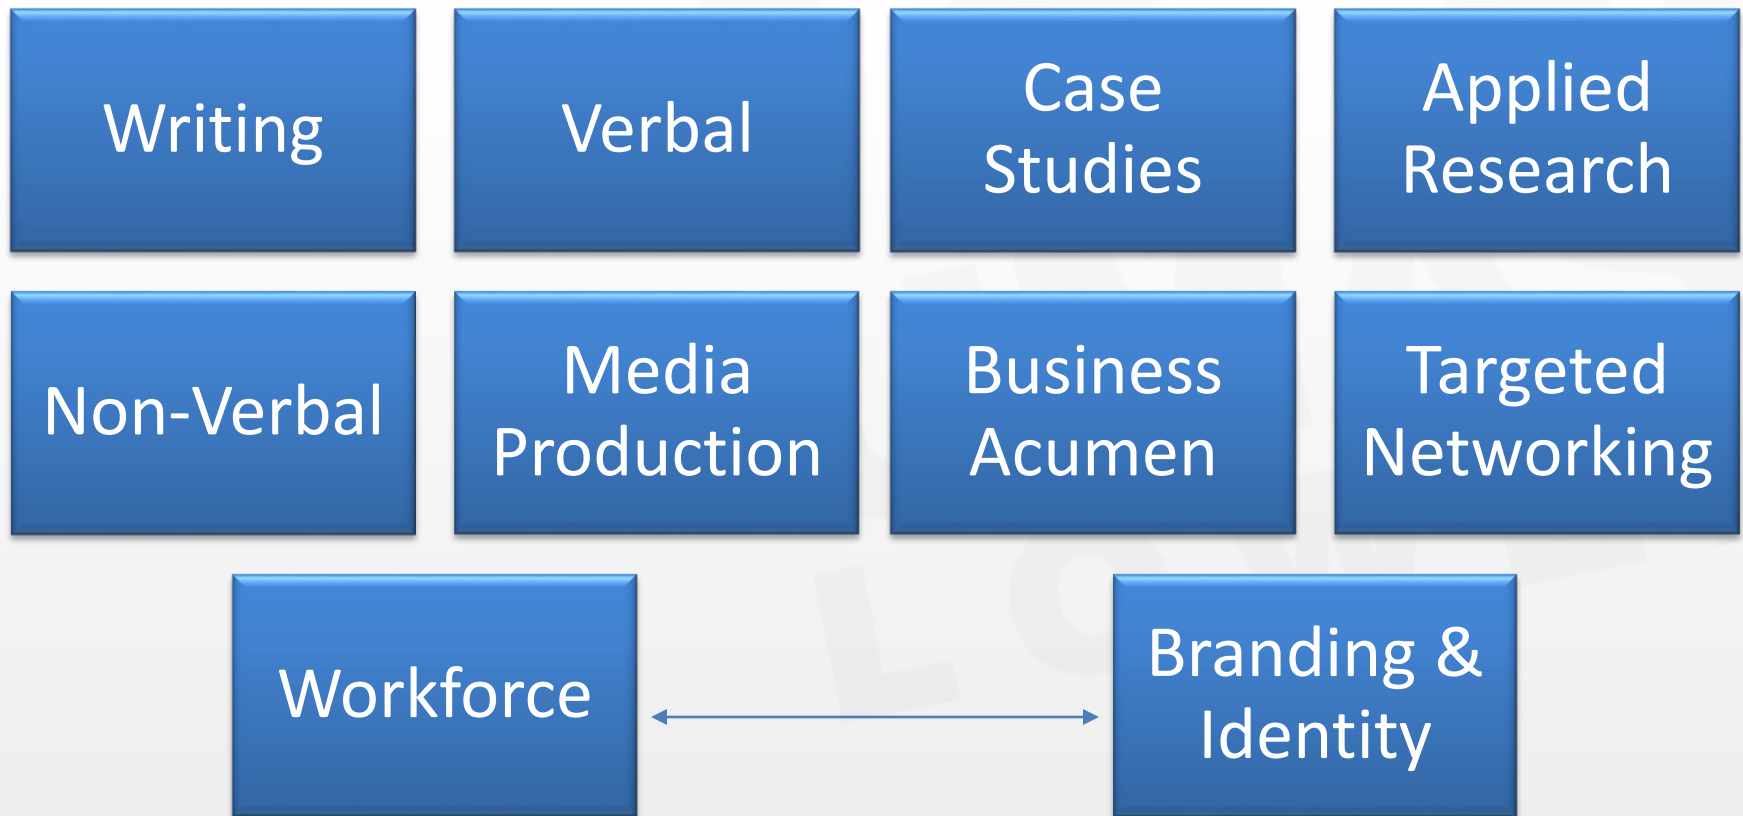 Writing
Verbal
Case
Studies
Applied
Research
Non-Verbal
Media
Production
Business
Acumen
Targeted
Networking
Workforce
Branding &
Identity